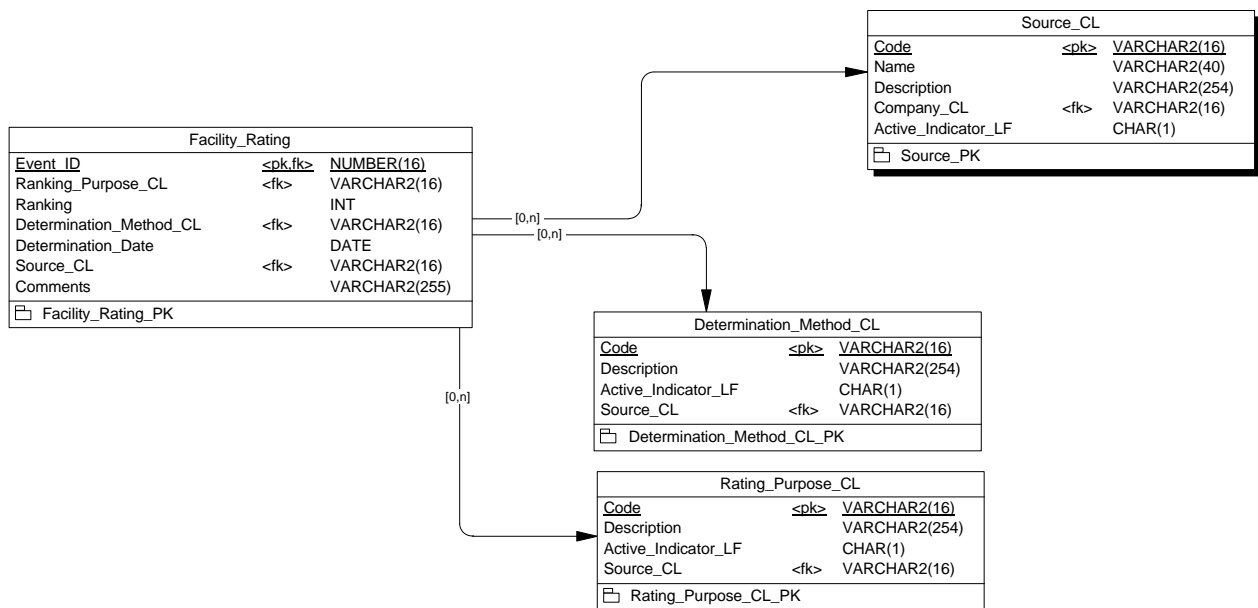 Source_CL
Code <pk> VARCHAR2(16)
Name VARCHAR2(40)
Description VARCHAR2(254)
Company_CL <fk> VARCHAR2(16)
Active_Indicator_LF CHAR(1)
Source_PK
Facility_Rating
Event_ID <pk,fk> NUMBER(16)
Ranking_Purpose_CL <fk> VARCHAR2(16)
Ranking INT
Determination_Method_CL <fk> VARCHAR2(16)
Determination_Date DATE
Source_CL <fk> VARCHAR2(16)
Comments VARCHAR2(255)
Facility_Rating_PK
[0,n]
[0,n]
[0,n]
Determination_Method_CL
Code <pk> VARCHAR2(16)
Description VARCHAR2(254)
Active_Indicator_LF CHAR(1)
Source_CL <fk> VARCHAR2(16)
Determination_Method_CL_PK
Rating_Purpose_CL
Code <pk> VARCHAR2(16)
Description VARCHAR2(254)
Active_Indicator_LF CHAR(1)
Source_CL <fk> VARCHAR2(16)
Rating_Purpose_CL_PK